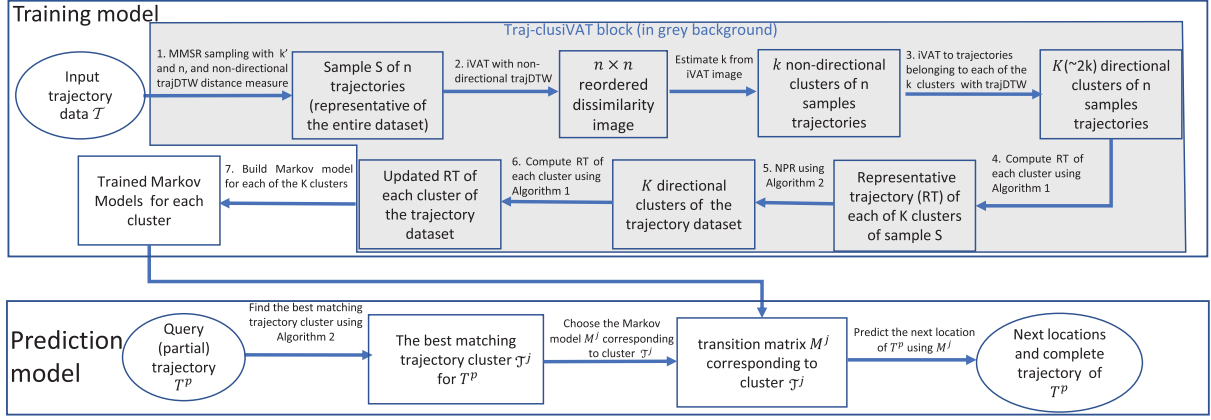 Training model
Traj-clusiVAT block (in grey background)
Input
trajectory
data 𝒯
1. MMSR sampling with k'
and n, and non-directional
trajDTW distance measure
Sample S of n
trajectories
(representative of
the entire dataset)
2. iVAT with non-
directional trajDTW
n × n
reordered
dissimilarity
image
Estimate k from
iVAT image
k non-directional
clusters of n
samples
trajectories
3. iVAT to trajectories
belonging to each of the
k clusters with trajDTW
K(~2k) directional
clusters of n
samples
trajectories
4. Compute RT of
each cluster using
Algorithm 1
Representative
trajectory (RT) of
each of K clusters
of sample S
5. NPR using
Algorithm 2
K directional
clusters of the
trajectory dataset
6. Compute RT of
each cluster using
Algorithm 1
Updated RT of
each cluster of
the trajectory
dataset
7. Build Markov model
for each of the K clusters
Trained Markov
Models for each
cluster
Prediction
model
Query
(partial)
trajectory
T^p
Find the best matching
trajectory cluster using
Algorithm 2
The best matching
trajectory cluster 𝒯^j
for T^p
Choose the Markov
model M^j corresponding
to cluster 𝒯^j
transition matrix M^j
corresponding to
cluster 𝒯^j
Predict the next location
of T^p using M^j
Next locations
and complete
trajectory of
T^p